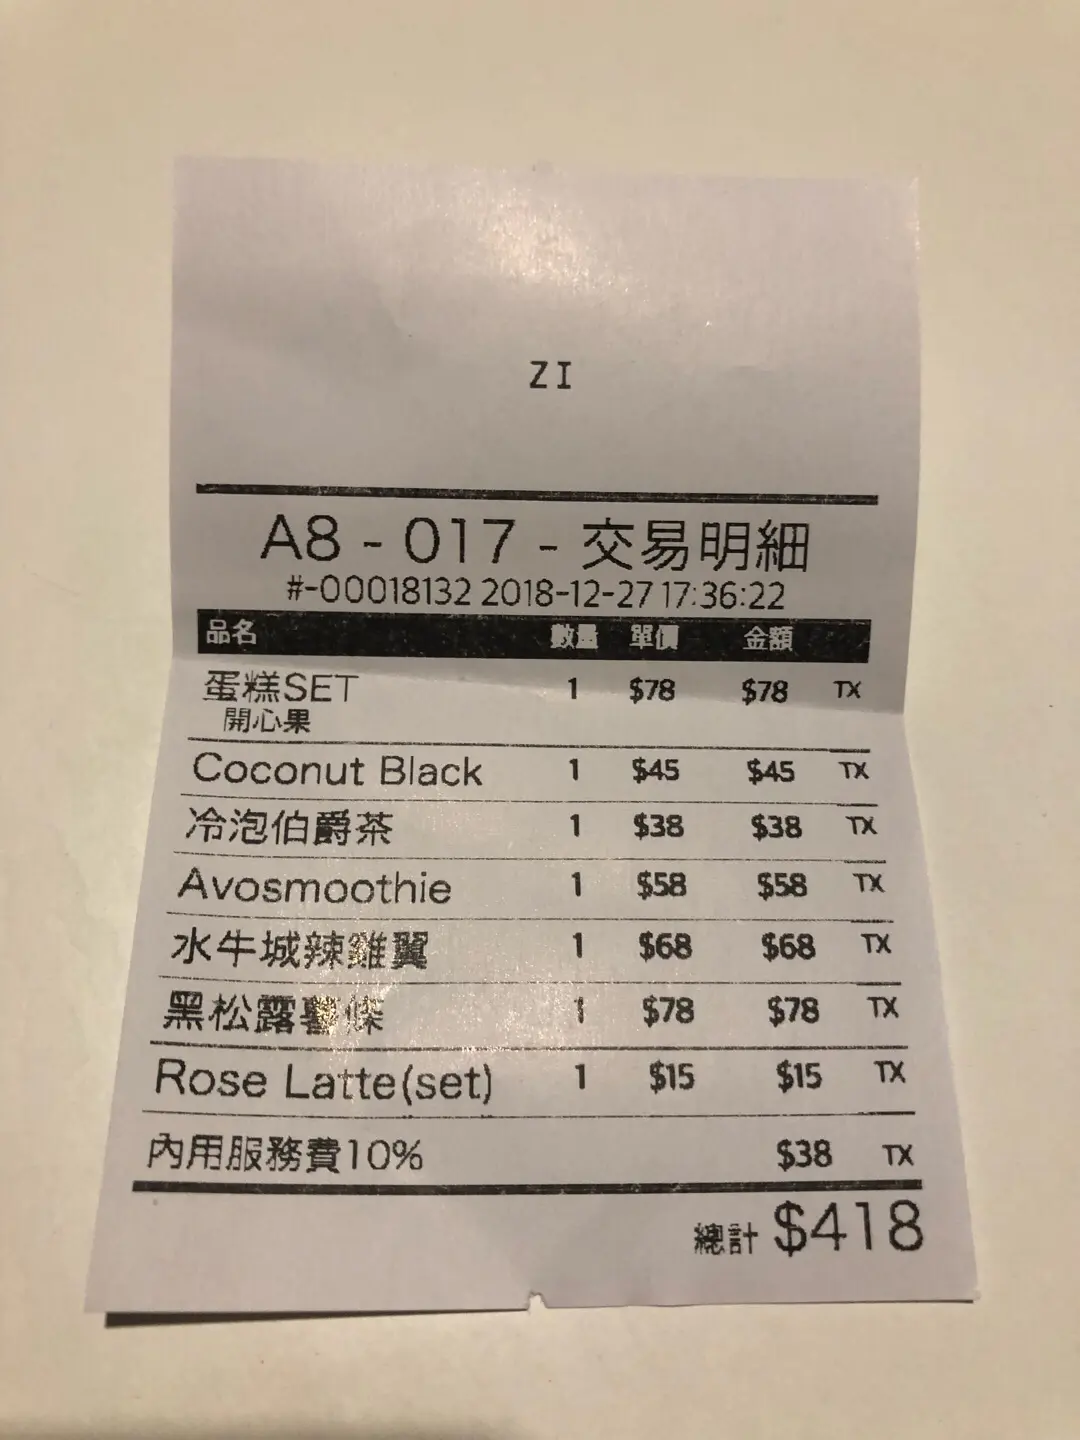 ZI
A8 - 017 - 交易明細
#-00018132 2018-12-27 17:36:22
品名 數量 單價 金額
蛋糕SET 1 $78 $78 TX
開心果
Coconut Black 1 $45 $45 TX
冷泡伯爵茶 1 $38 $38 TX
Avosmoothie 1 $58 $58 TX
水牛城辣雞翼 1 $68 $68 TX
黑松露薯條 1 $78 $78 TX
Rose Latte(set) 1 $15 $15 TX
內用服務費10% $38 TX
總計 $418